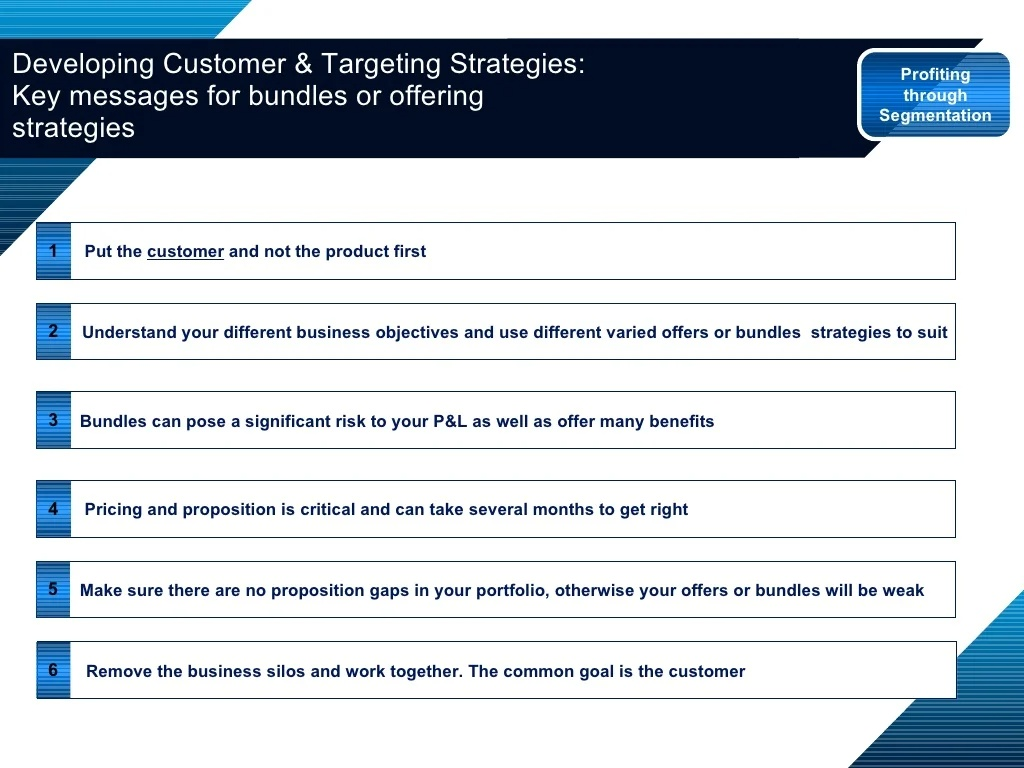 Developing Customer & Targeting Strategies:
Key messages for bundles or offering
strategies
Profiting
through
Segmentation
1 Put the customer and not the product first
2 Understand your different business objectives and use different varied offers or bundles  strategies to suit
3 Bundles can pose a significant risk to your P&L as well as offer many benefits
4 Pricing and proposition is critical and can take several months to get right
5 Make sure there are no proposition gaps in your portfolio, otherwise your offers or bundles will be weak
6 Remove the business silos and work together. The common goal is the customer